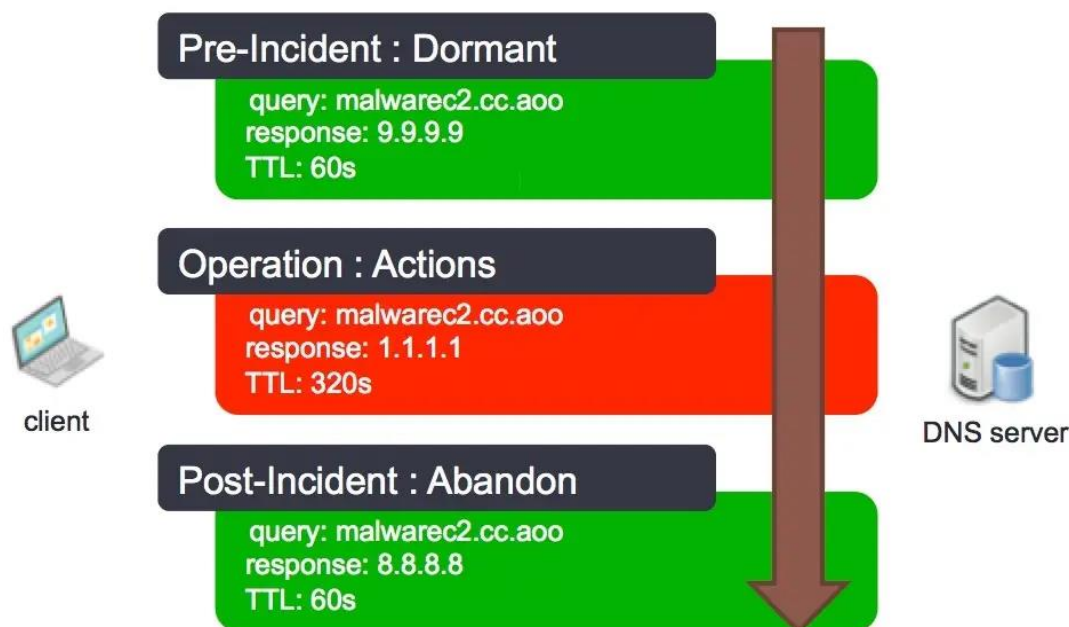 Pre-Incident : Dormant
query: malwarec2.cc.aoo
response: 9.9.9.9
TTL: 60s
Operation : Actions
query: malwarec2.cc.aoo
response: 1.1.1.1
TTL: 320s
client
DNS server
Post-Incident : Abandon
query: malwarec2.cc.aoo
response: 8.8.8.8
TTL: 60s